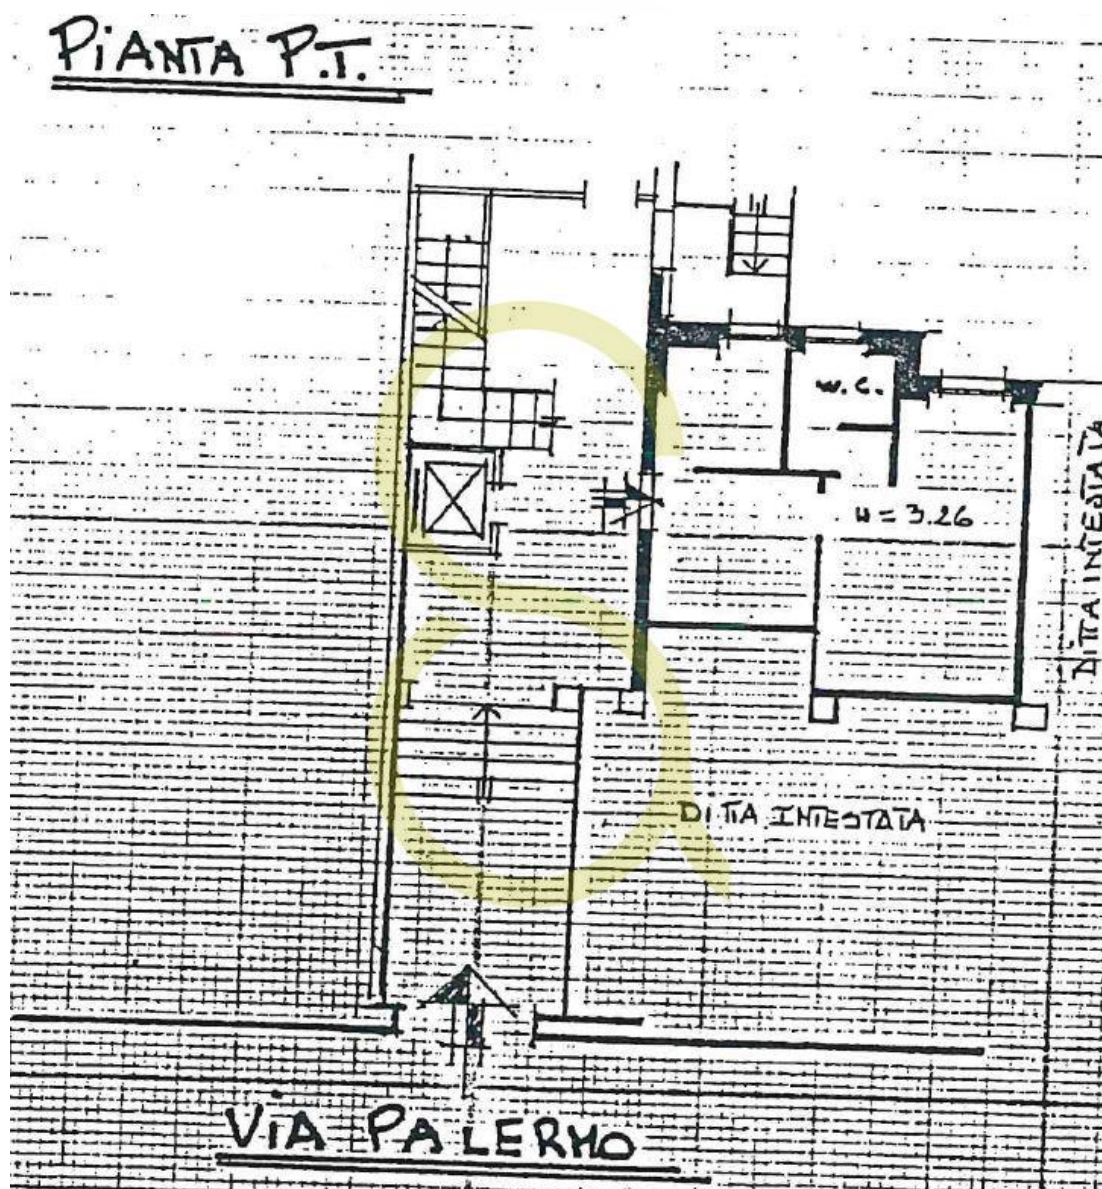 PiANTA P.T.
w.c.
H = 3.26
DITTA INTESTATA
DITTA INTESTATA
ViA PALERMO